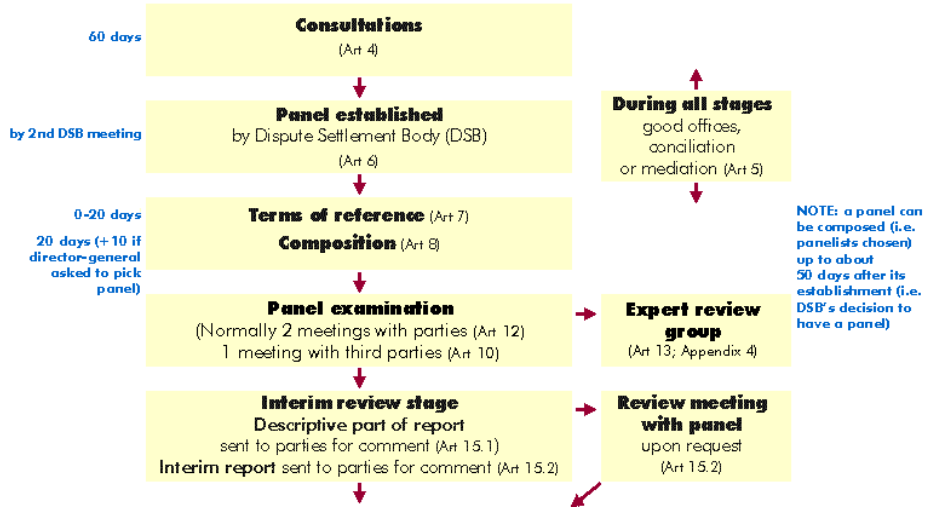 60 days
Consultations
(Art 4)
by 2nd DSB meeting
Panel established
by Dispute Settlement Body (DSB)
(Art 6)
During all stages
good offices,
conciliation
or mediation (Art 5)
0-20 days
20 days (+10 if
director-general
asked to pick
panel)
Terms of reference (Art 7)
Composition (Art 8)
NOTE: a panel can
be composed (i.e.
panelists chosen)
up to about
50 days after its
establishment (i.e.
DSB's decision to
have a panel)
Panel examination
(Normally 2 meetings with parties (Art 12)
1 meeting with third parties (Art 10)
Expert review
group
(Art 13; Appendix 4)
Interim review stage
Descriptive part of report
sent to parties for comment (Art 15.1)
Interim report sent to parties for comment (Art 15.2)
Review meeting
with panel
upon request
(Art 15.2)